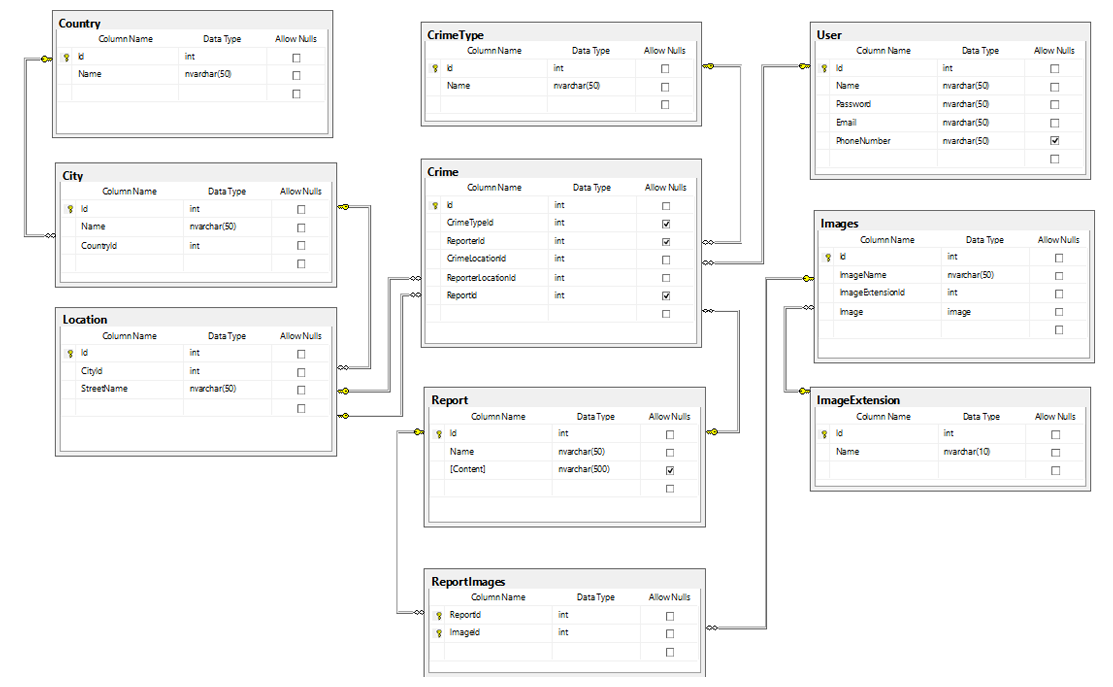 Country
Column Name Data Type Allow Nulls
Id int
Name nvarchar(50)
City
Column Name Data Type Allow Nulls
Id int
Name nvarchar(50)
CountryId int
Location
Column Name Data Type Allow Nulls
Id int
CityId int
StreetName nvarchar(50)
CrimeType
Column Name Data Type Allow Nulls
Id int
Name nvarchar(50)
Crime
Column Name Data Type Allow Nulls
Id int
CrimeTypeId int
ReporterId int
CrimeLocationId int
ReporterLocationId int
ReportId int
Report
Column Name Data Type Allow Nulls
Id int
Name nvarchar(50)
[Content] nvarchar(500)
ReportImages
Column Name Data Type Allow Nulls
ReportId int
ImageId int
User
Column Name Data Type Allow Nulls
Id int
Name nvarchar(50)
Password nvarchar(50)
Email nvarchar(50)
PhoneNumber nvarchar(50)
Images
Column Name Data Type Allow Nulls
Id int
ImageName nvarchar(50)
ImageExtensionId int
Image image
ImageExtension
Column Name Data Type Allow Nulls
Id int
Name nvarchar(10)